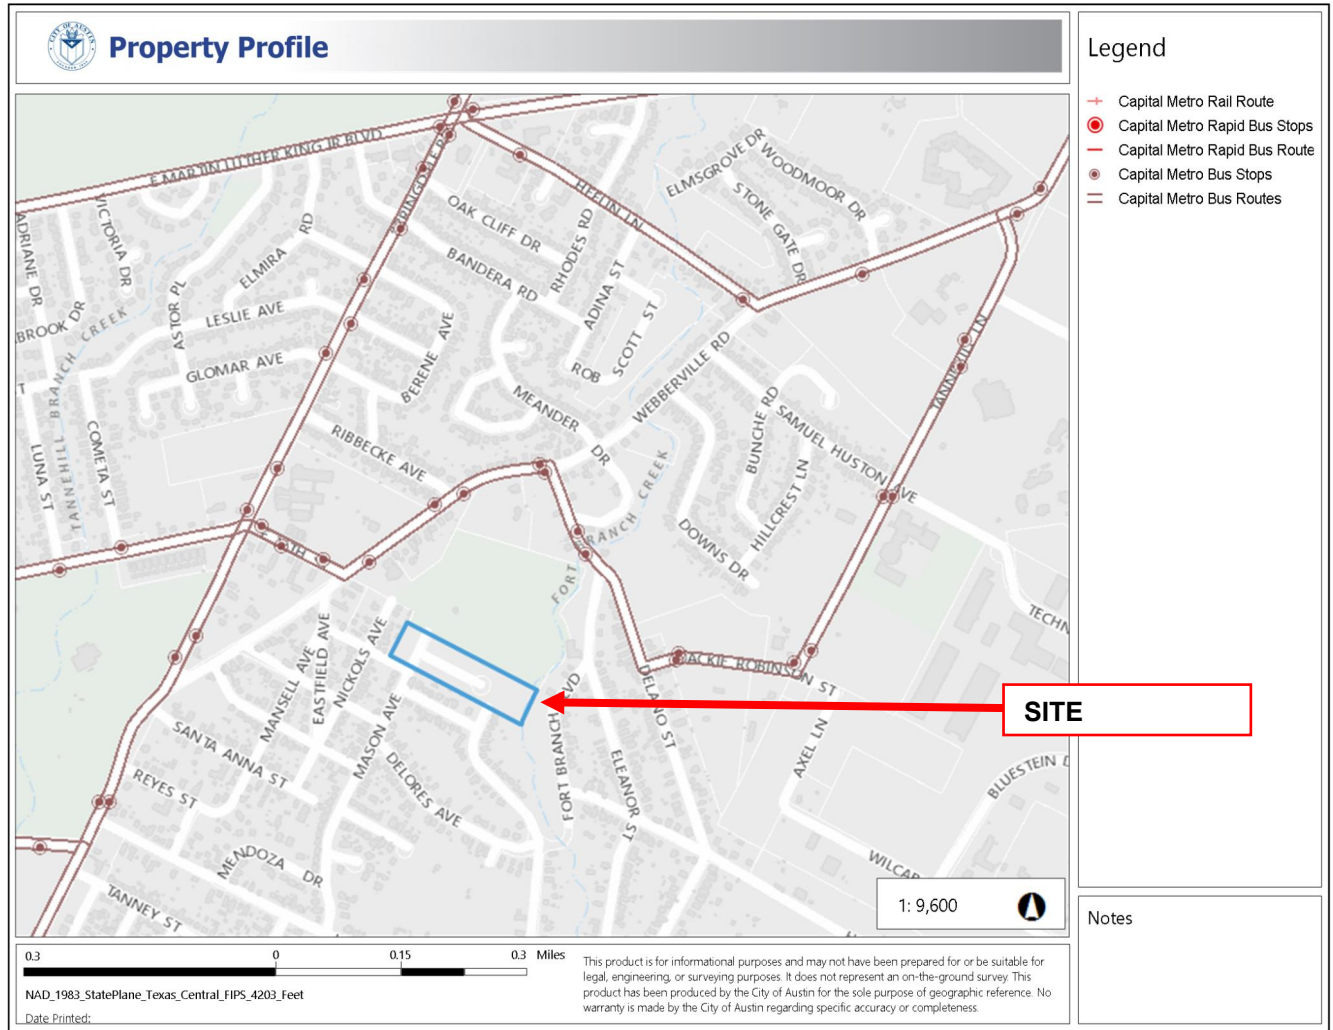 CITY OF AUSTIN
Property Profile
Legend
Capital Metro Rail Route
Capital Metro Rapid Bus Stops
Capital Metro Rapid Bus Route
Capital Metro Bus Stops
Capital Metro Bus Routes
E MARTIN LUTHER KING JR BLVD
ELMSGROVE DR
WOODMOOR DR
STONE GATE DR
HEFLIN LN
OAK CLIFF DR
RHODES RD
VICTORIA DR
ADRIANE DR
ELMIRA RD
BANDERA RD
ADINA ST
ASTOR PL
LESLIE AVE
BERENE AVE
ROB SCOTT ST
WEBBERVILLE RD
GLOMAR AVE
TANNEHILL BRANCH CREEK
MEANDER DR
BUNCHE RD
SAMUEL HUSTON AVE
LUNA ST
COMETA ST
RIBBECKE AVE
HILLCREST LN
DOWNS DR
FORT BRANCH CREEK
TECHN
EASTFIELD AVE
NICKOLS AVE
MANSELL AVE
MASON AVE
JACKIE ROBINSON ST
DELANO ST
SITE
SANTA ANNA ST
REYES ST
DELORES AVE
FORT BRANCH BLVD
ELEANOR ST
AXEL LN
BLUESTEIN D
MENDOZA DR
TANNEY ST
WILCAR
1: 9,600
Notes
0.3 0 0.15 0.3 Miles
NAD_1983_StatePlane_Texas_Central_FIPS_4203_Feet
Date Printed:
This product is for informational purposes and may not have been prepared for or be suitable for
legal, engineering, or surveying purposes. It does not represent an on-the-ground survey. This
product has been produced by the City of Austin for the sole purpose of geographic reference. No
warranty is made by the City of Austin regarding specific accuracy or completeness.